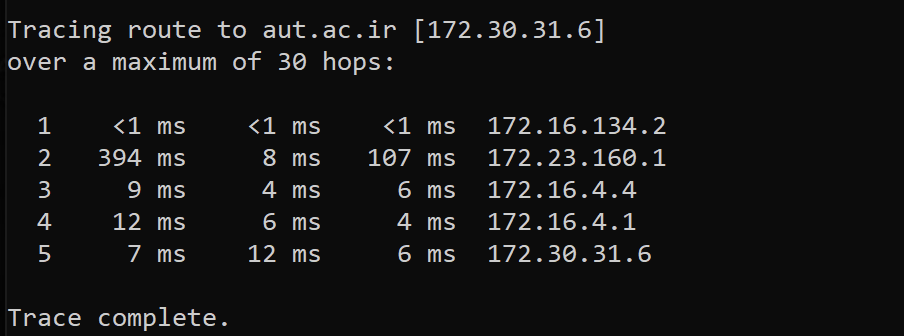 Tracing route to aut.ac.ir [172.30.31.6]
over a maximum of 30 hops:
1 <1 ms <1 ms <1 ms 172.16.134.2
2 394 ms 8 ms 107 ms 172.23.160.1
3 9 ms 4 ms 6 ms 172.16.4.4
4 12 ms 6 ms 4 ms 172.16.4.1
5 7 ms 12 ms 6 ms 172.30.31.6
Trace complete.